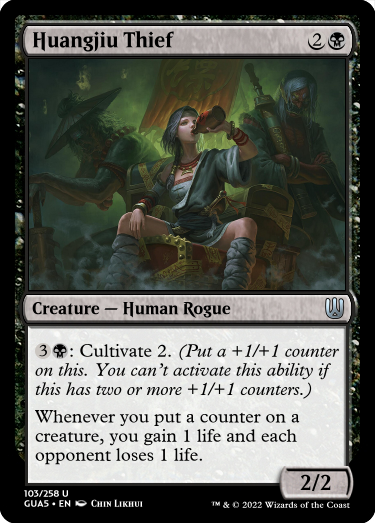 Huangjiu Thief 2
Creature — Human Rogue
3: Cultivate 2. (Put a +1/+1 counter
on this. You can't activate this ability if
this has two or more +1/+1 counters.)
Whenever you put a counter on a
creature, you gain 1 life and each
opponent loses 1 life.
2/2
103/258 U
GUA5 • EN Chin Likhui
™ & © 2022 Wizards of the Coast